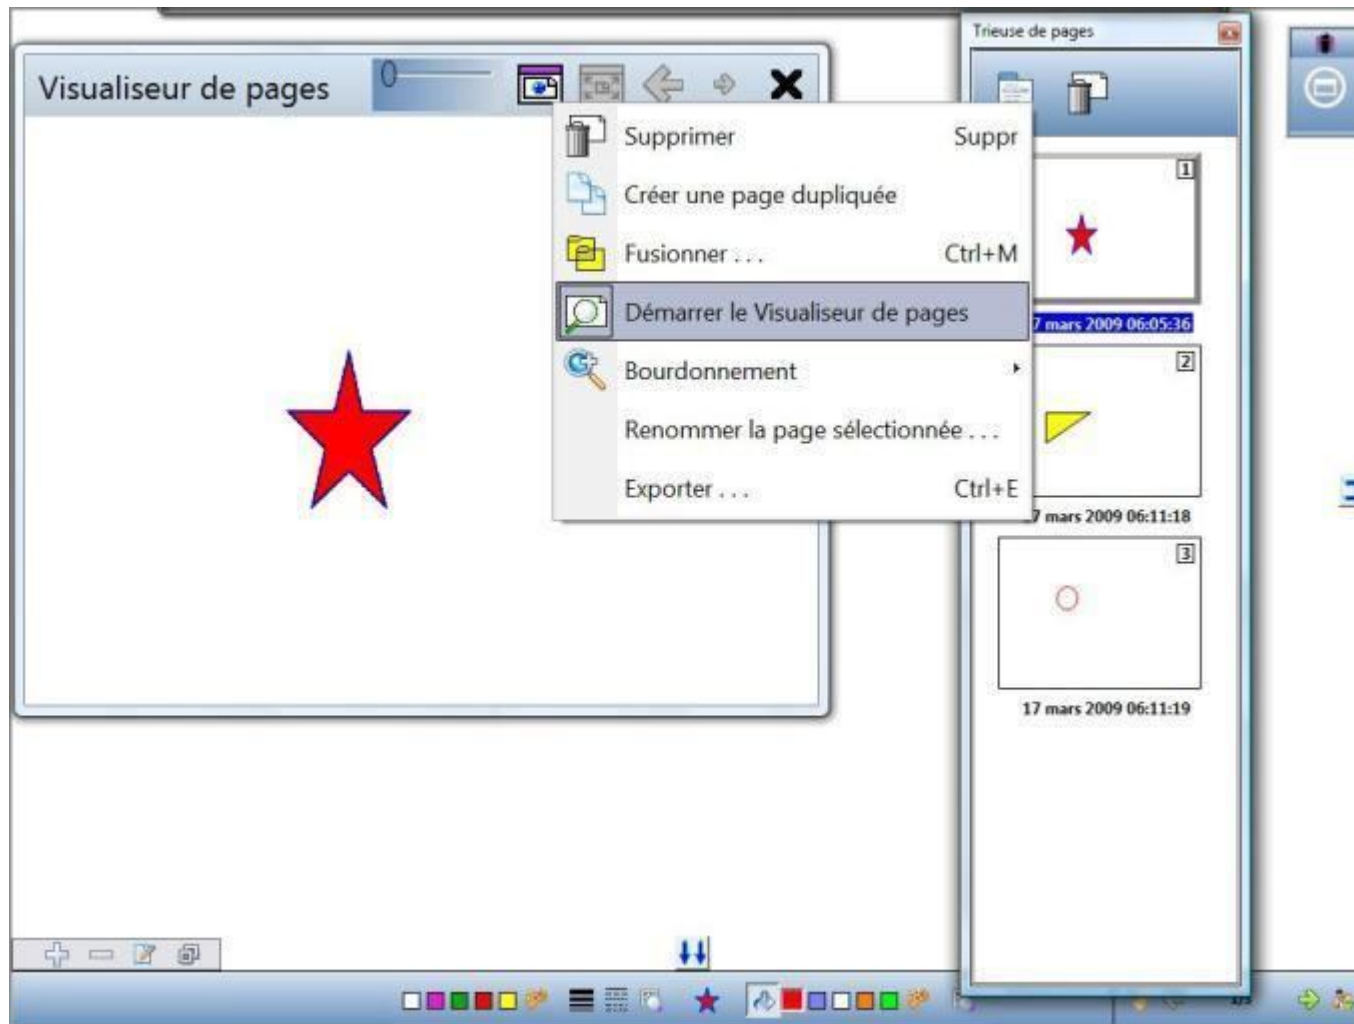 Trieuse de pages
Visualiseur de pages
Supprimer Suppr
Créer une page dupliquée
Fusionner . . . Ctrl+M
Démarrer le Visualiseur de pages
Bourdonnement
Renommer la page sélectionnée . . .
Exporter . . . Ctrl+E
1
7 mars 2009 06:05:36
2
7 mars 2009 06:11:18
3
17 mars 2009 06:11:19